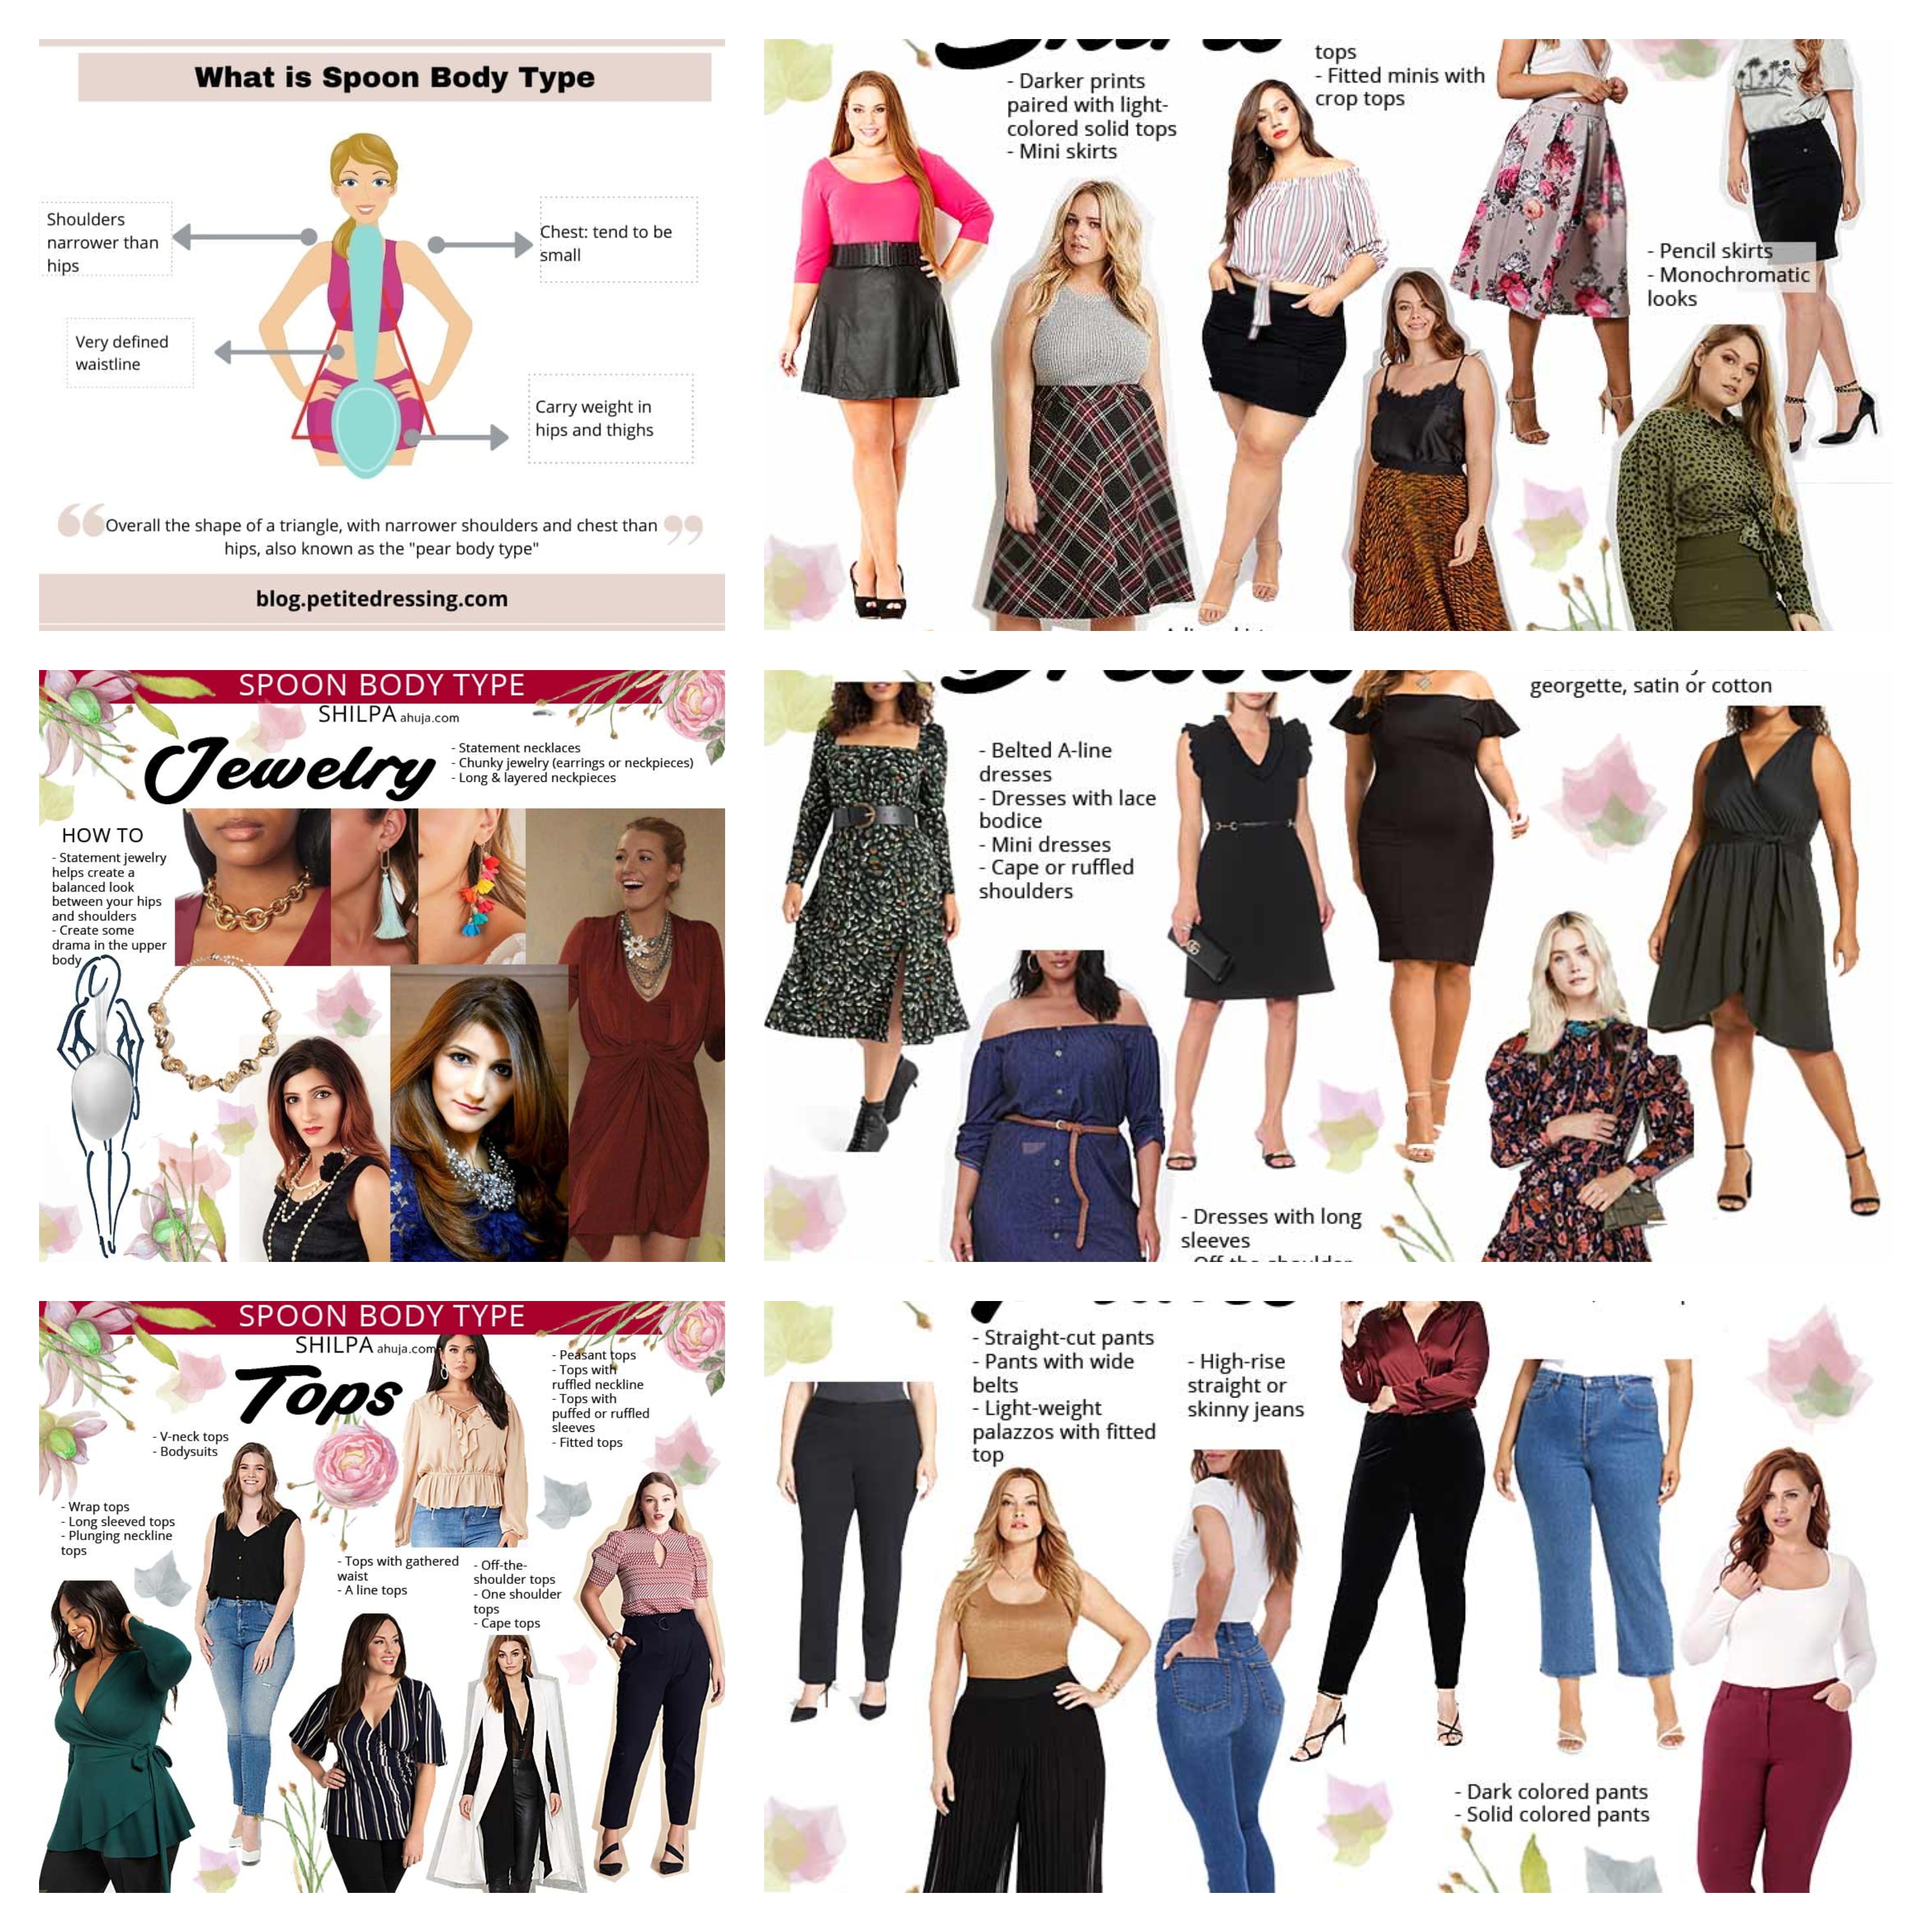 What is Spoon Body Type
Shoulders
narrower than
hips
Chest: tend to be
small
Very defined
waistline
Carry weight in
hips and thighs
Overall the shape of a triangle, with narrower shoulders and chest than
hips, also known as the "pear body type"
blog.petitedressing.com
- Darker prints
paired with light-
colored solid tops
- Mini skirts
tops
- Fitted minis with
crop tops
- Pencil skirts
- Monochromatic
looks
SPOON BODY TYPE
SHILPA ahuja.com
Jewelry
- Statement necklaces
- Chunky jewelry (earrings or neckpieces)
- Long & layered neckpieces
HOW TO
- Statement jewelry
helps create a
balanced look
between your hips
and shoulders
- Create some
drama in the upper
body
georgette, satin or cotton
- Belted A-line
dresses
- Dresses with lace
bodice
- Mini dresses
- Cape or ruffled
shoulders
- Dresses with long
sleeves
SPOON BODY TYPE
SHILPA ahuja.com
Tops
- Peasant tops
- Tops with
ruffled neckline
- Tops with
puffed or ruffled
sleeves
- Fitted tops
- V-neck tops
- Bodysuits
- Wrap tops
- Long sleeved tops
- Plunging neckline
tops
- Tops with gathered
waist
- A line tops
- Off-the-
shoulder tops
- One shoulder
tops
- Cape tops
- Straight-cut pants
- Pants with wide
belts
- Light-weight
palazzos with fitted
top
- High-rise
straight or
skinny jeans
- Dark colored pants
- Solid colored pants